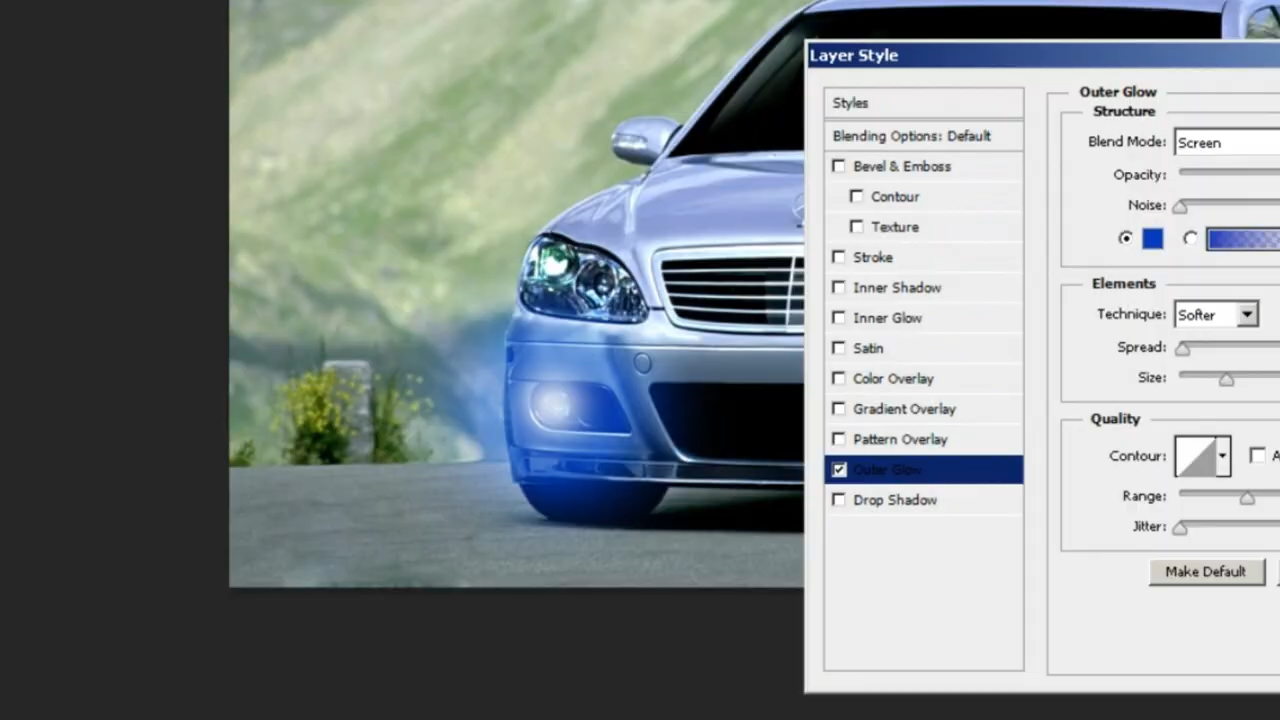 Layer Style
Styles
Blending Options: Default
Bevel & Emboss
Contour
Texture
Stroke
Inner Shadow
Inner Glow
Satin
Color Overlay
Gradient Overlay
Pattern Overlay
Outer Glow
Drop Shadow
Outer Glow
Structure
Blend Mode: Screen
Opacity:
Noise:
Elements
Technique: Softer
Spread:
Size:
Quality
Contour: A
Range:
Jitter:
Make Default